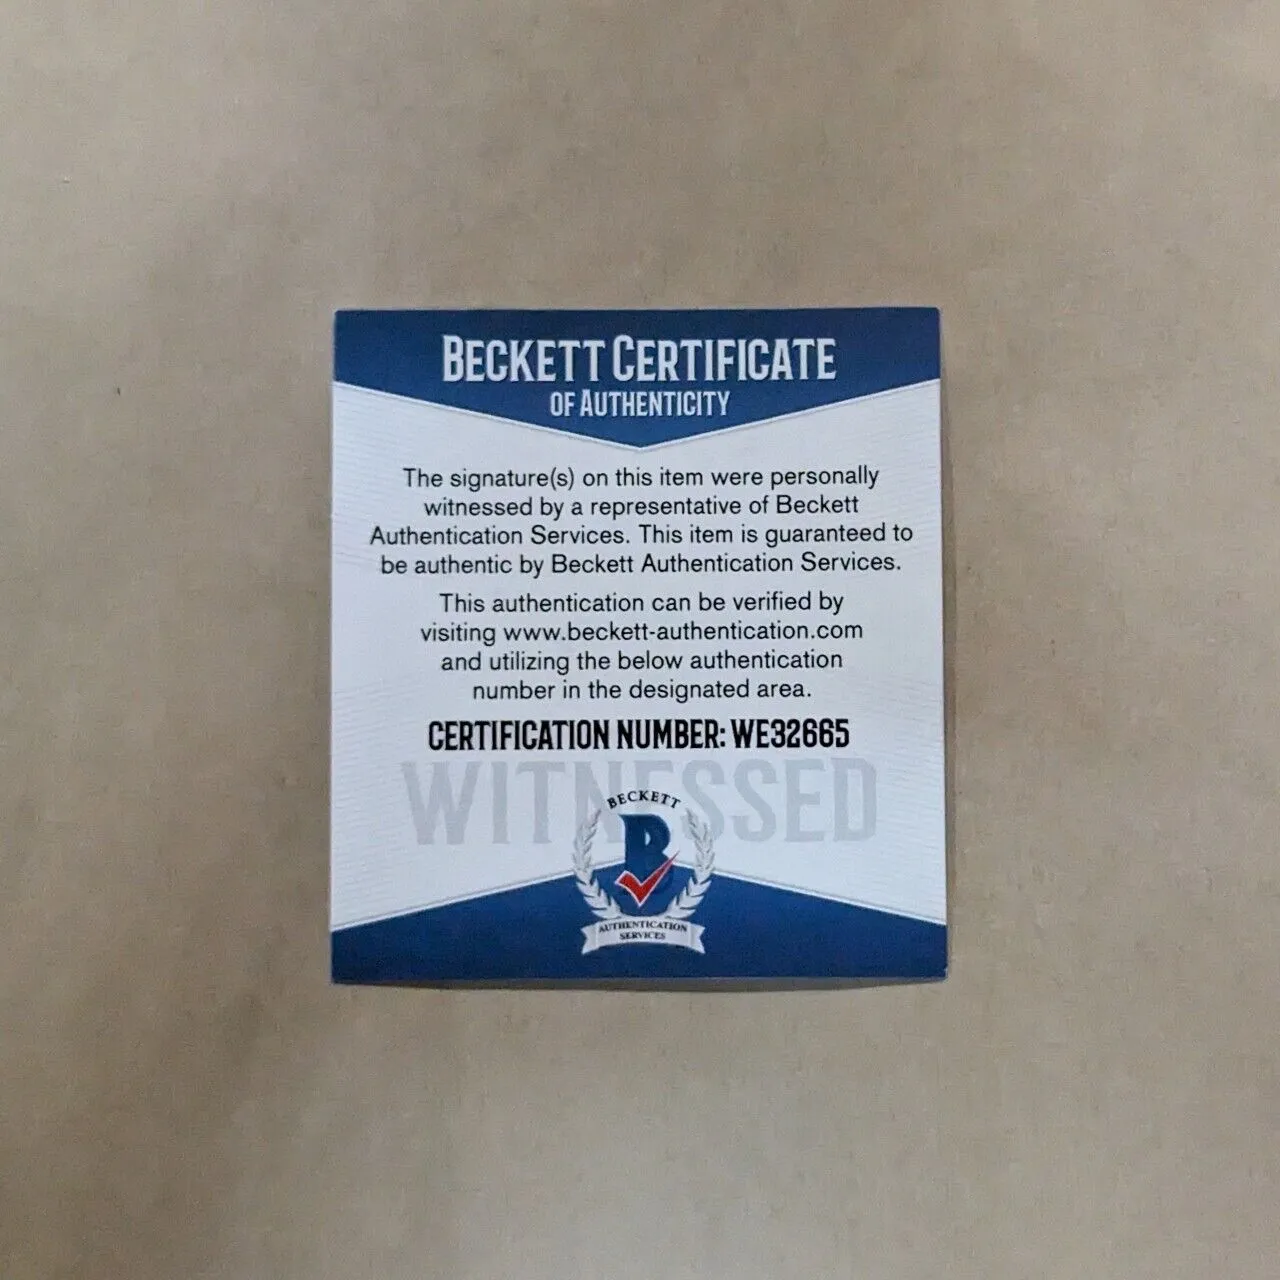 BECKETT CERTIFICATE
OF AUTHENTICITY
The signature(s) on this item were personally
witnessed by a representative of Beckett
Authentication Services. This item is guaranteed to
be authentic by Beckett Authentication Services.
This authentication can be verified by
visiting www.beckett-authentication.com
and utilizing the below authentication
number in the designated area.
CERTIFICATION NUMBER: WE32665
WITNESSED
BECKETT
B
AUTHENTICATION
SERVICES